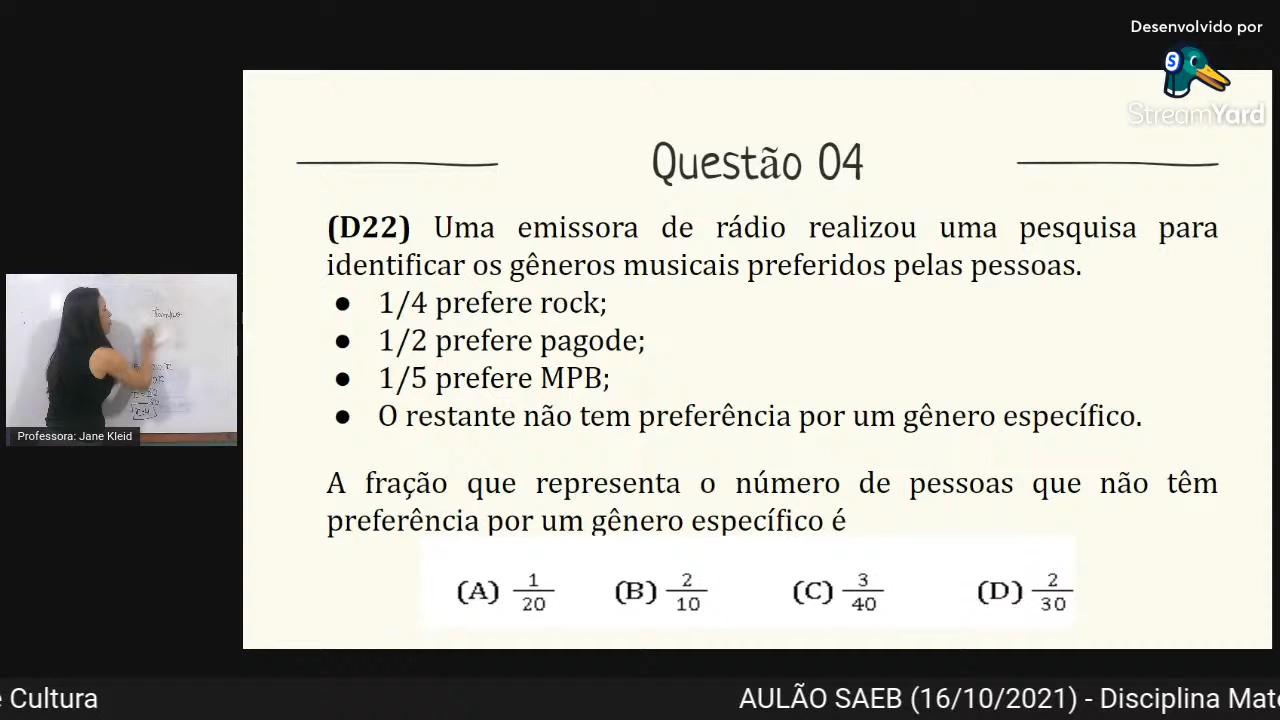 Desenvolvido por
StreamYard
Questão 04
(D22) Uma emissora de rádio realizou uma pesquisa para
identificar os gêneros musicais preferidos pelas pessoas.
● 1/4 prefere rock;
● 1/2 prefere pagode;
● 1/5 prefere MPB;
● O restante não tem preferência por um gênero específico.
A fração que representa o número de pessoas que não têm
preferência por um gênero específico é
(A) 1/20 (B) 2/10 (C) 3/40 (D) 2/30
Professora: Jane Kleid
e Cultura AULÃO SAEB (16/10/2021) - Disciplina Mate